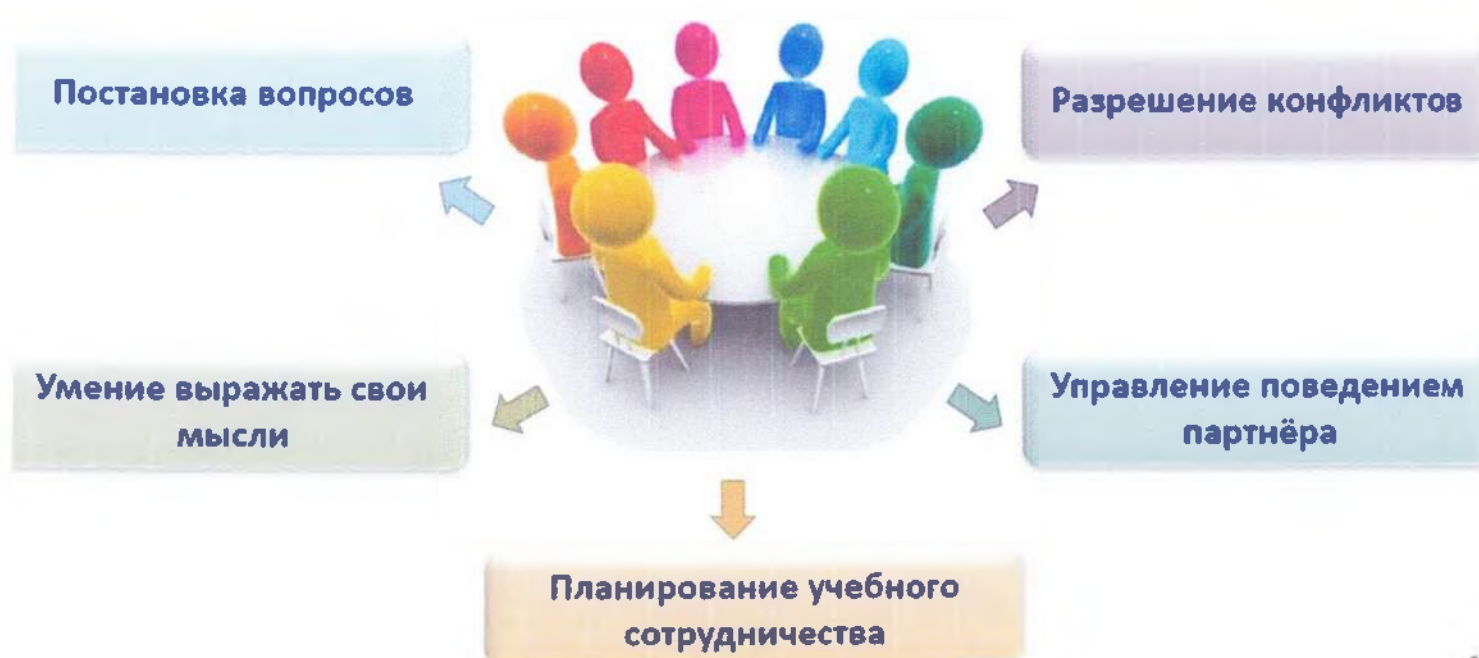 Постановка вопросов
Разрешение конфликтов
Умение выражать свои
мысли
Управление поведением
партнёра
Планирование учебного
сотрудничества